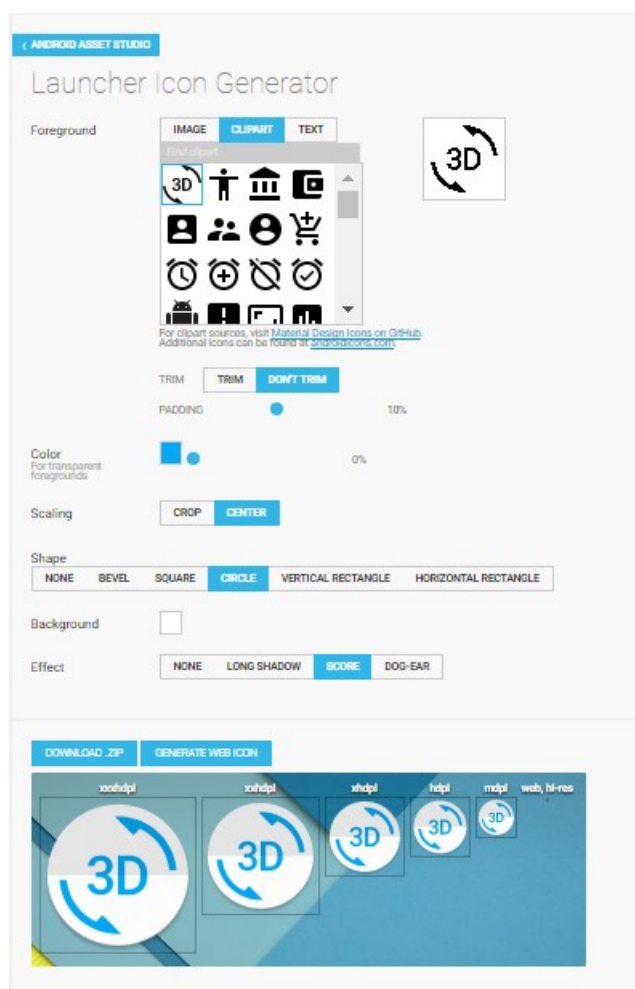 ‹ ANDROID ASSET STUDIO
Launcher Icon Generator
Foreground
IMAGE CLIPART TEXT
Find clipart
3D
3D
For clipart sources, visit Material Design Icons on GitHub.
Additional icons can be found at androidicons.com.
TRIM TRIM DON'T TRIM
PADDING 10%
Color 0%
For transparent
foregrounds
Scaling CROP CENTER
Shape
NONE BEVEL SQUARE CIRCLE VERTICAL RECTANGLE HORIZONTAL RECTANGLE
Background
Effect NONE LONG SHADOW SCORE DOG-EAR
DOWNLOAD .ZIP GENERATE WEB ICON
xxxhdpi xxhdpi xhdpi hdpi mdpi web, hi-res
3D 3D 3D 3D 3D